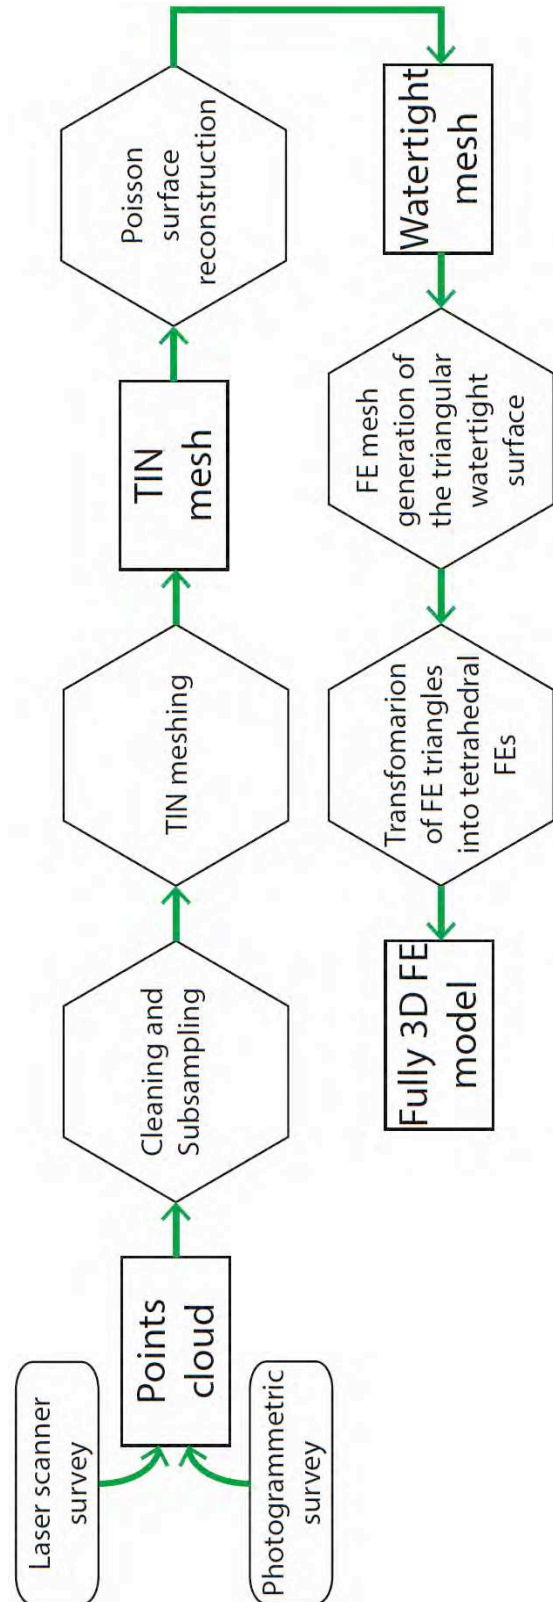 Laser scanner
survey
Photogrammetric
survey
Points
cloud
Cleaning and
Subsampling
TIN meshing
TIN
mesh
Poisson
surface
reconstruction
Watertight
mesh
FE mesh
generation of
the triangular
watertight
surface
Transfomarion
of FE triangles
into tetrahedral
FEs
Fully 3D FE
model